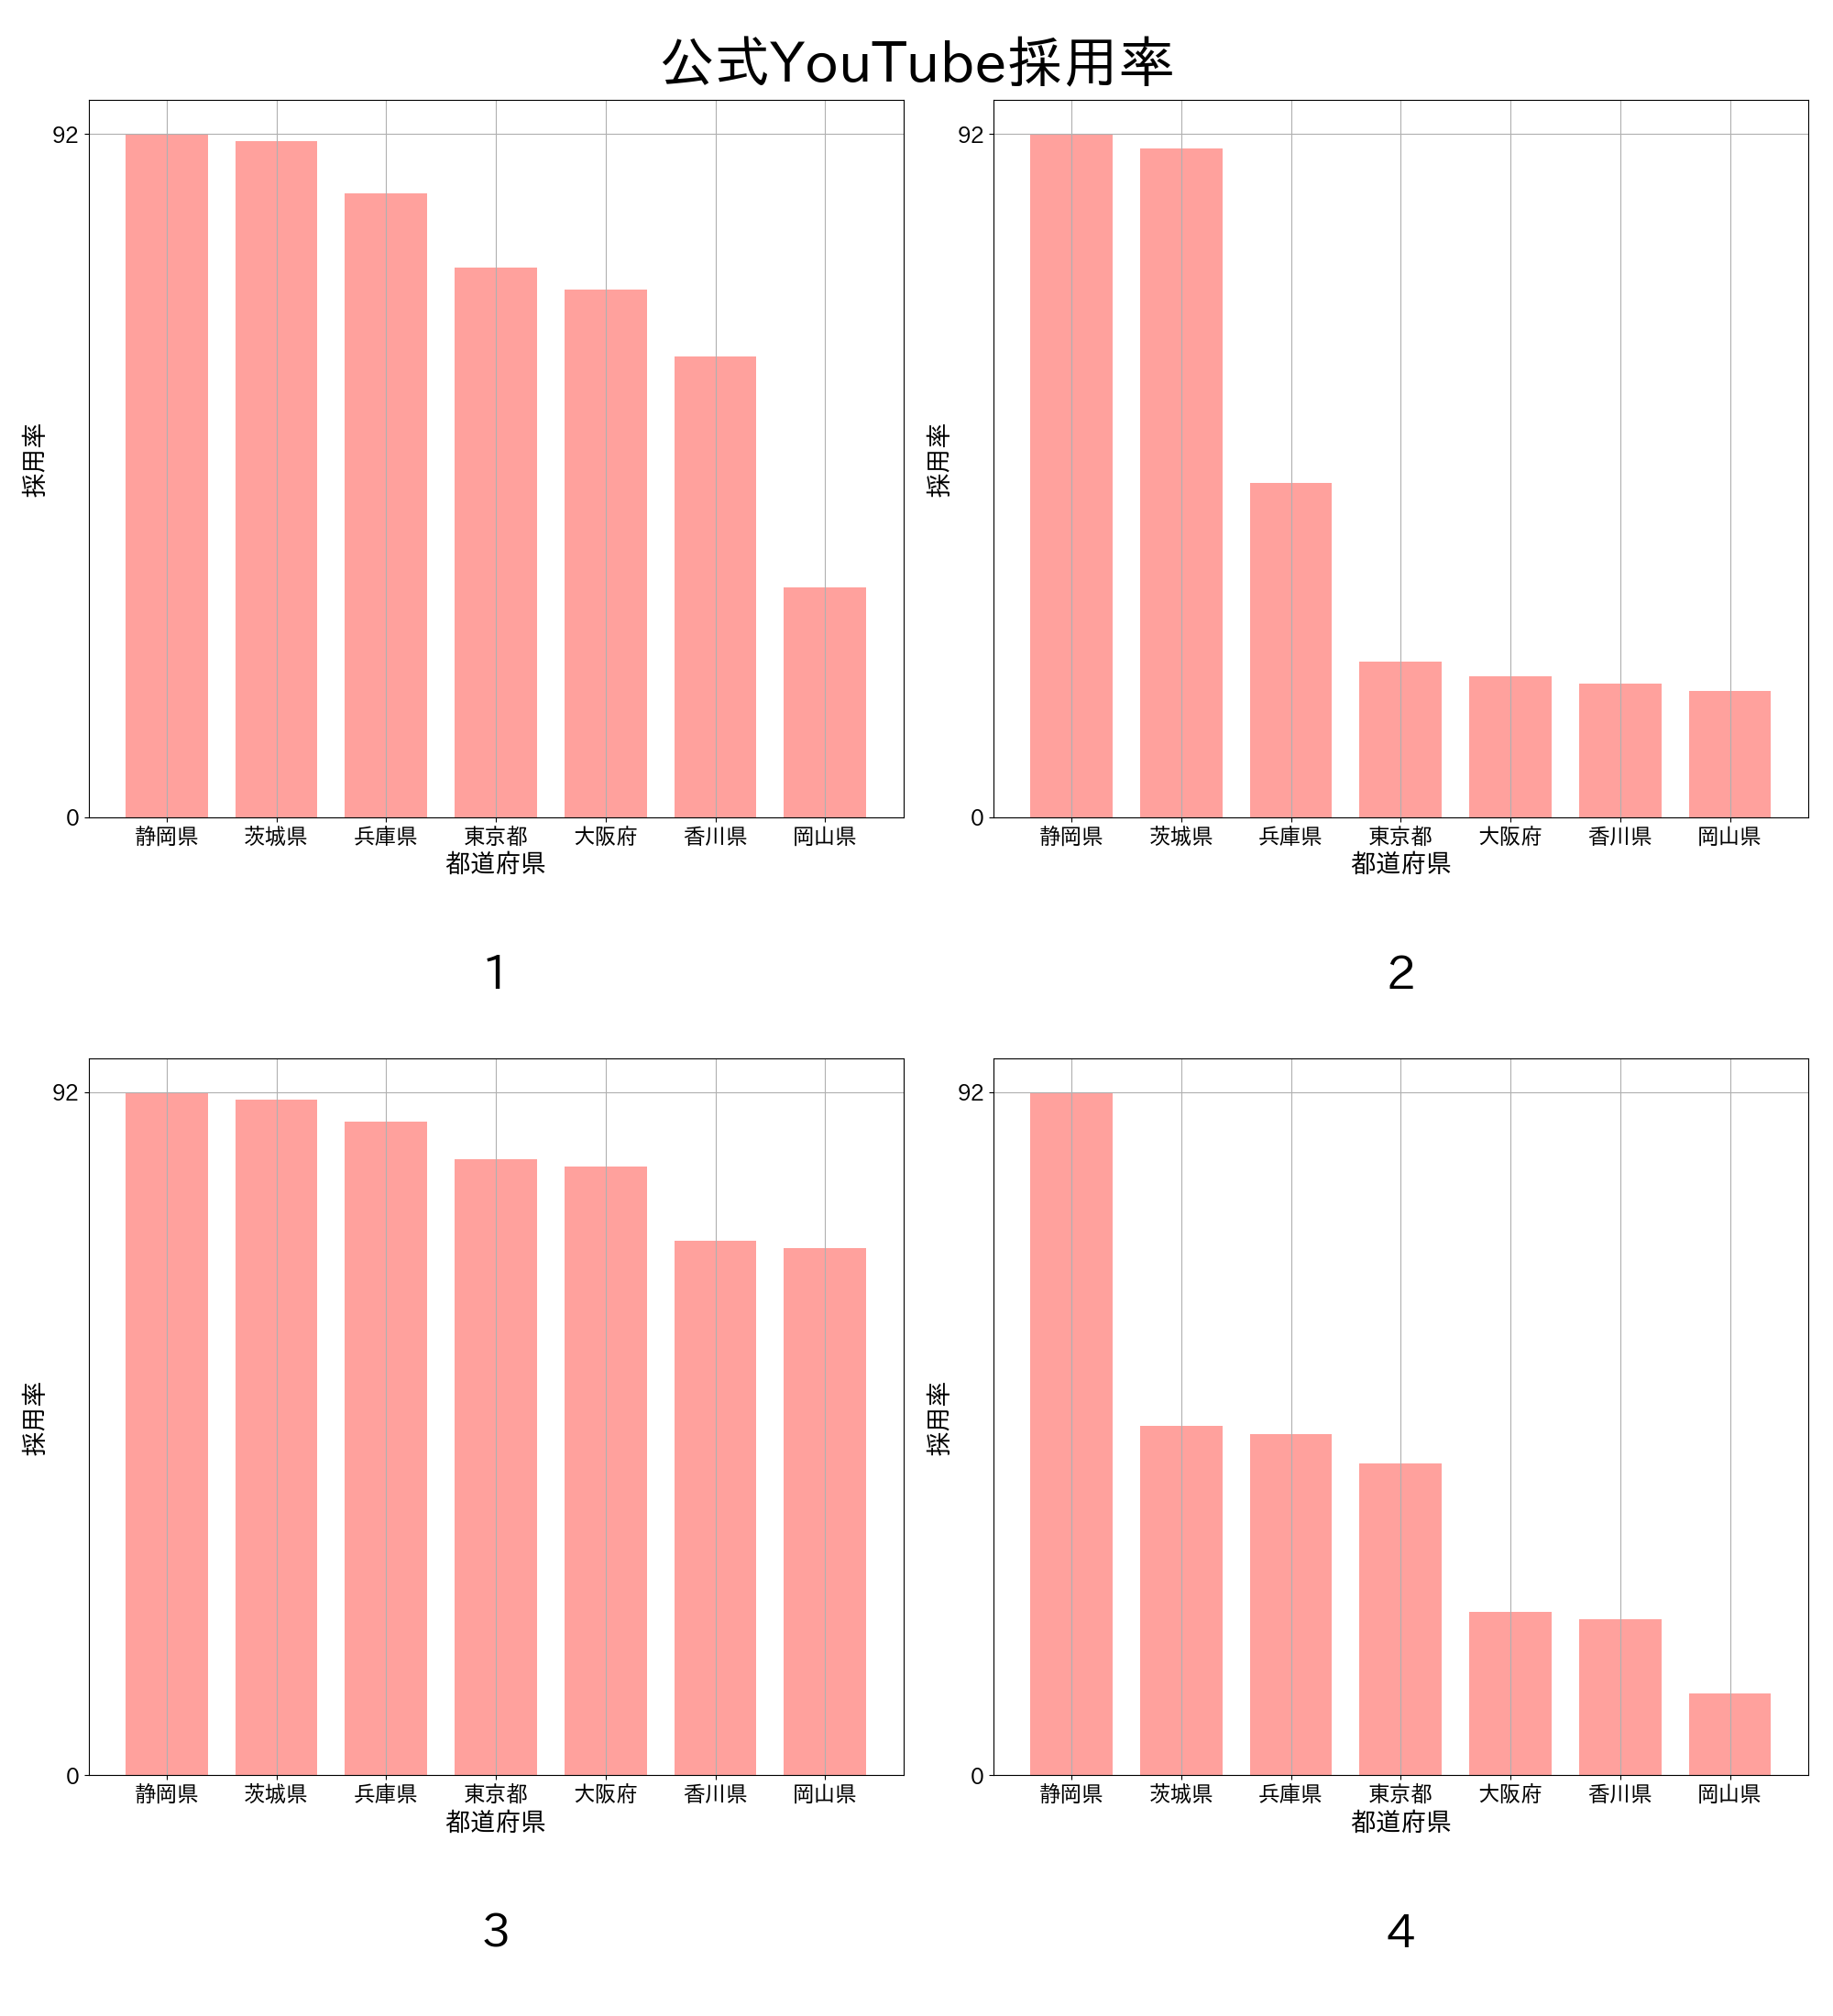 公式YouTube採用率
92
0
採用率
静岡県 茨城県 兵庫県 東京都 大阪府 香川県 岡山県
都道府県
1
92
0
採用率
静岡県 茨城県 兵庫県 東京都 大阪府 香川県 岡山県
都道府県
2
92
0
採用率
静岡県 茨城県 兵庫県 東京都 大阪府 香川県 岡山県
都道府県
3
92
0
採用率
静岡県 茨城県 兵庫県 東京都 大阪府 香川県 岡山県
都道府県
4